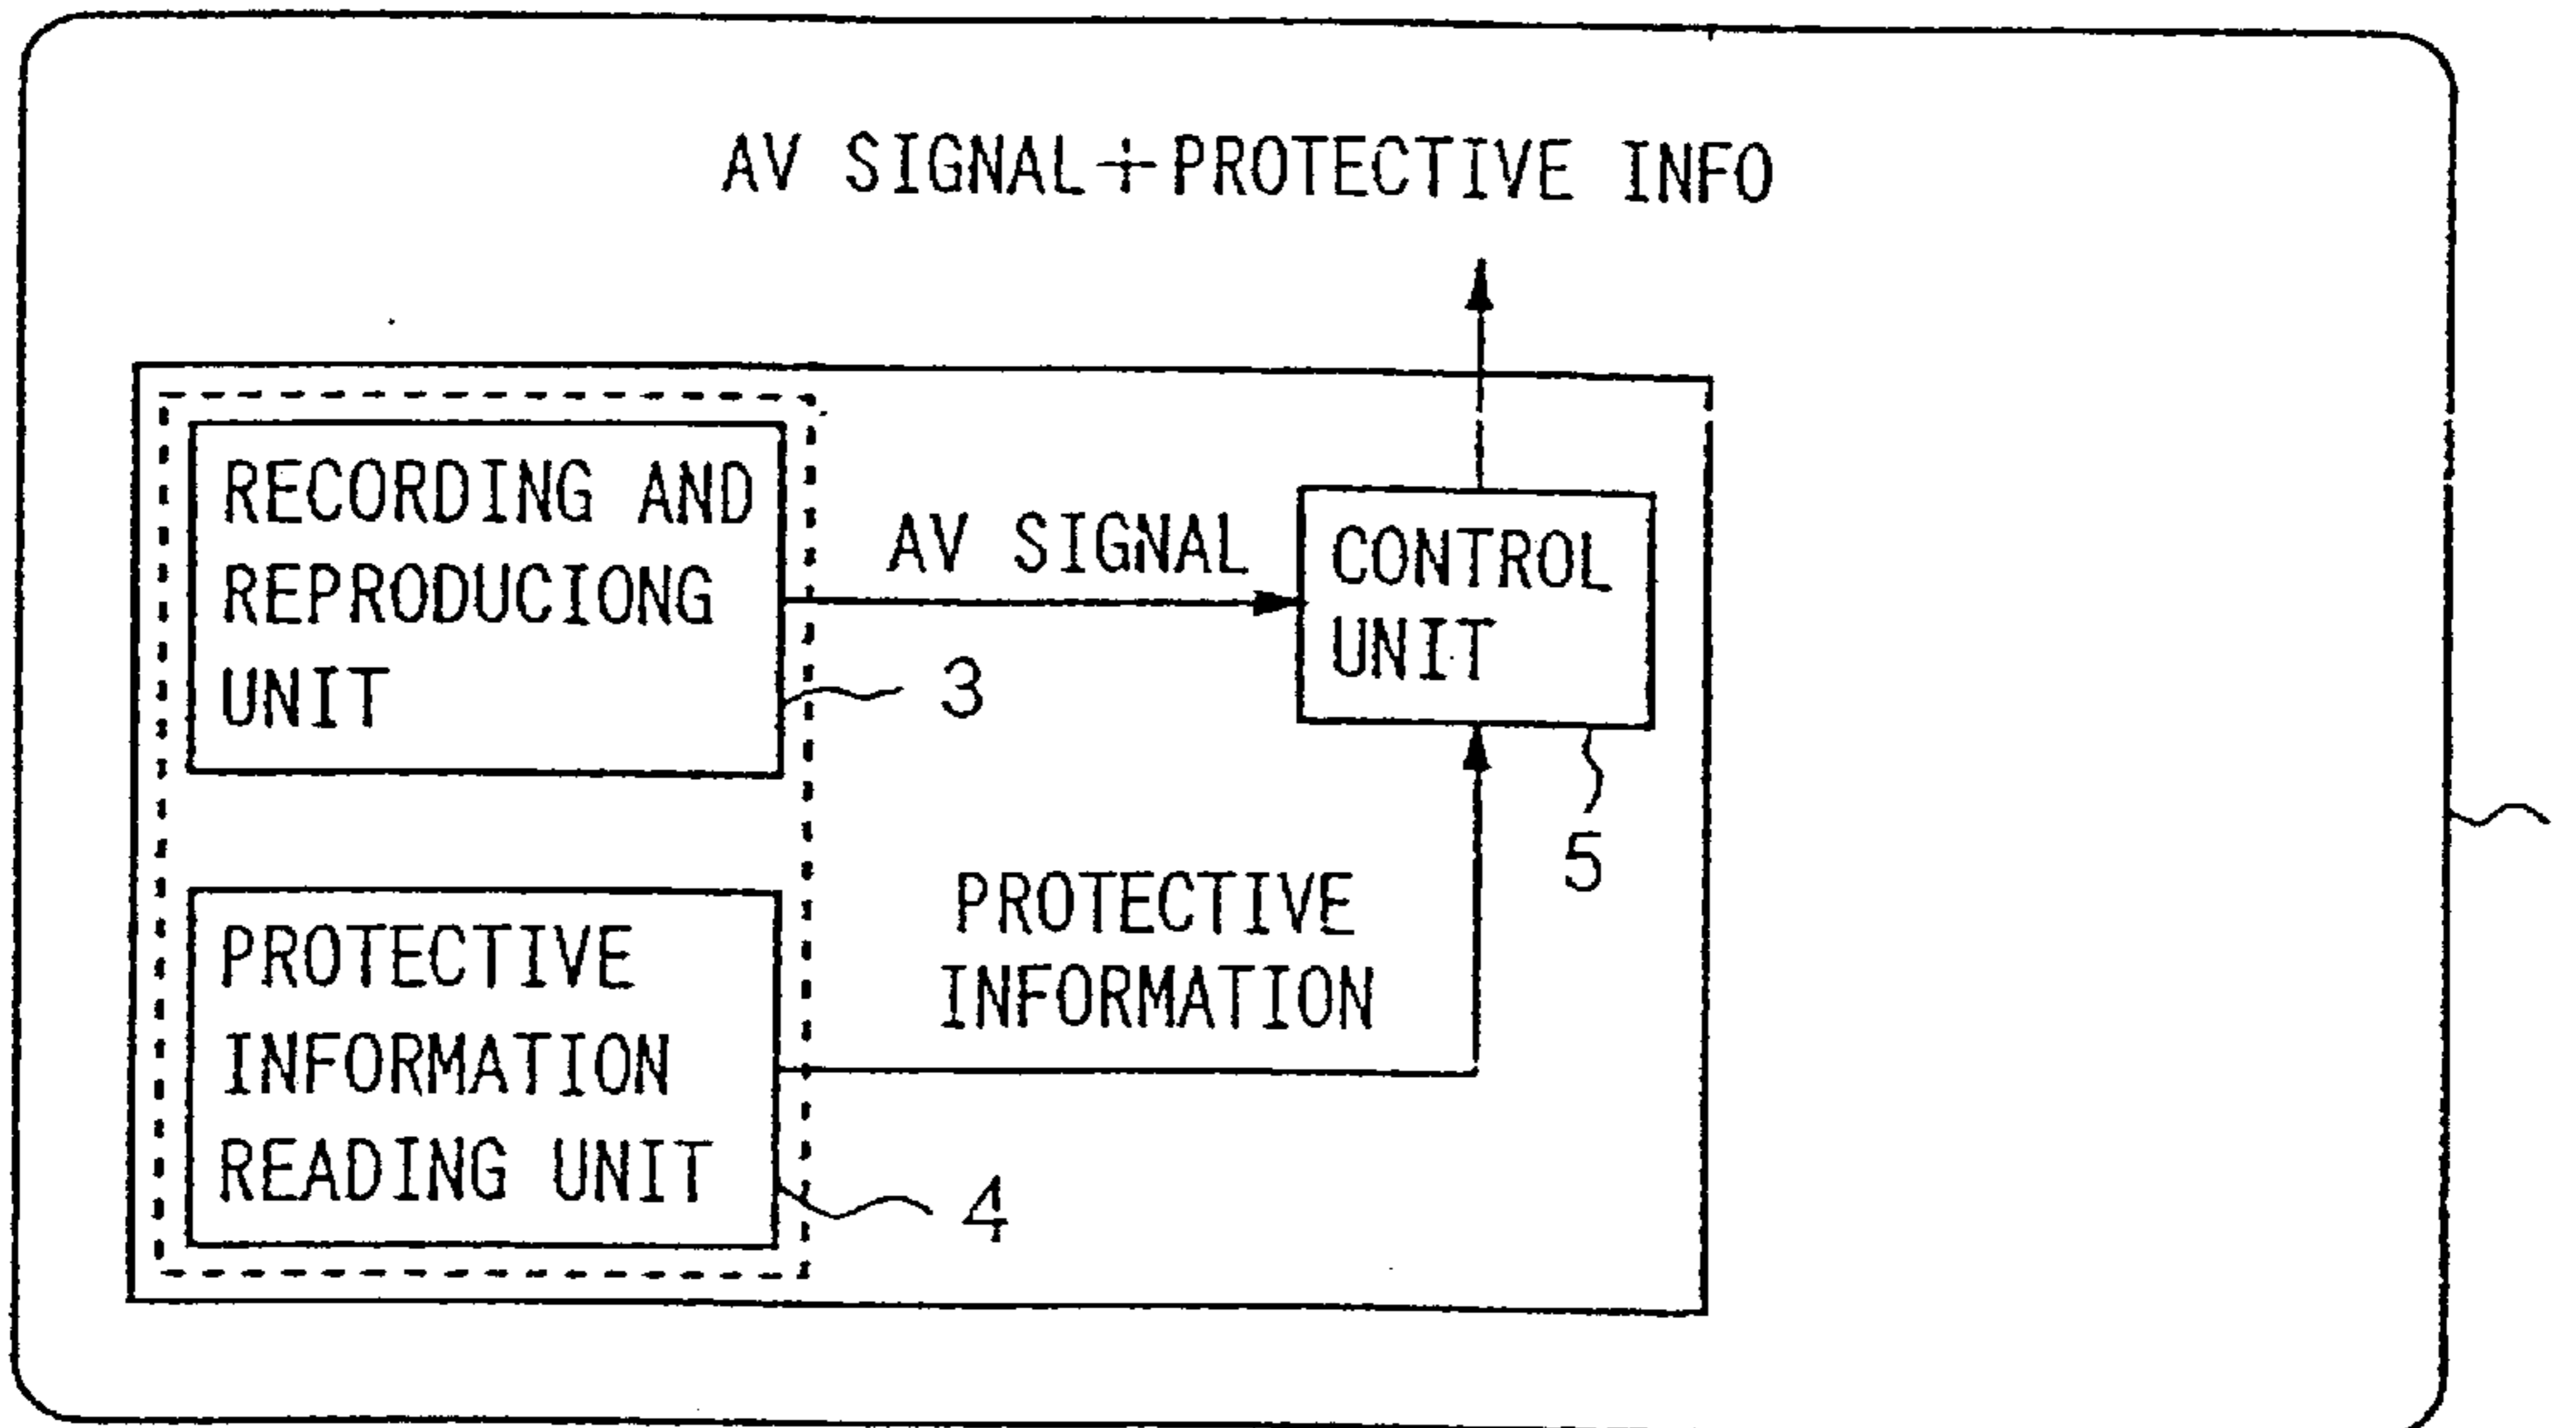 AV SIGNAL+PROTECTIVE INFO
RECORDING AND
REPRODUCIONG
UNIT
3
AV SIGNAL
CONTROL
UNIT
5
PROTECTIVE
INFORMATION
PROTECTIVE
INFORMATION
READING UNIT
4